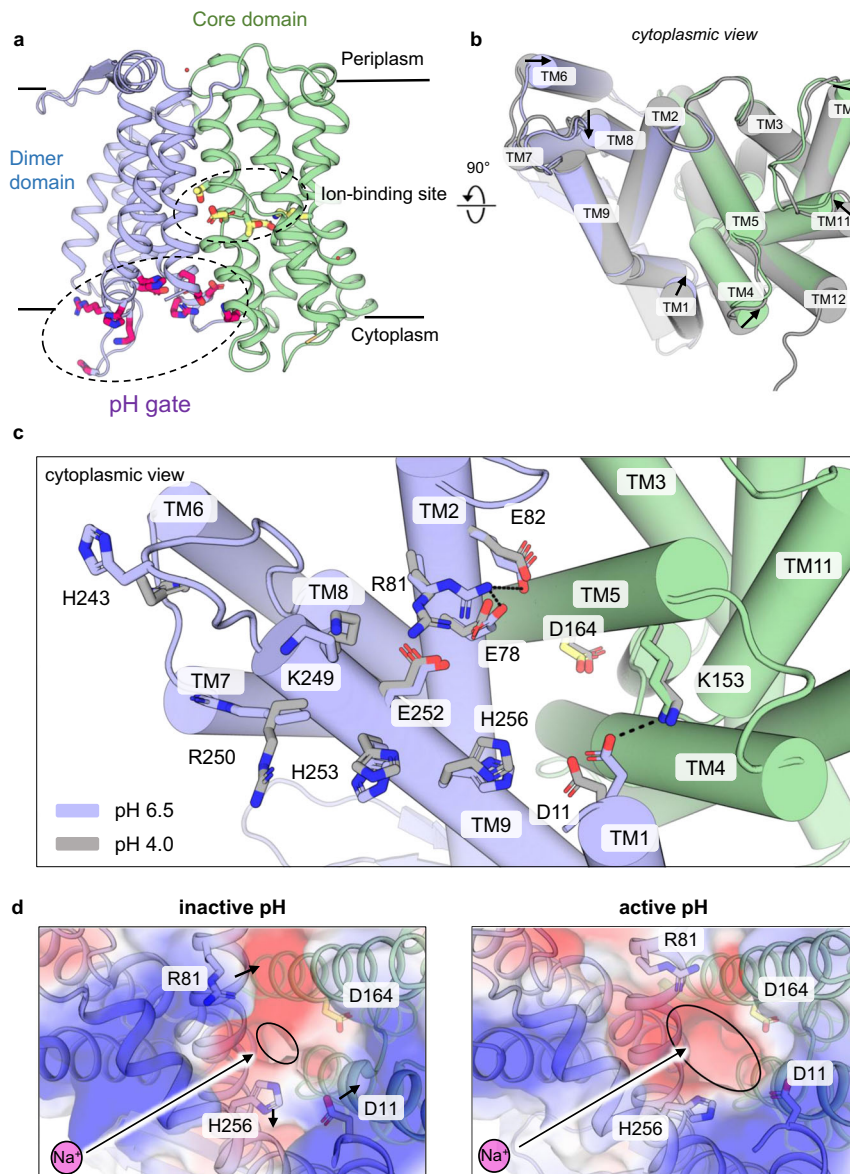 Core domain
a
Periplasm
Dimer
domain
Ion-binding site
Cytoplasm
pH gate
90°
b
cytoplasmic view
TM6
TM8
TM2
TM3
TM
TM7
TM9
TM5
TM11
TM4
TM12
TM1
c
cytoplasmic view
TM6
TM2
TM3
E82
H243
R81
TM11
TM8
TM5
D164
E78
K249
K153
TM7
E252
H256
TM4
R250
H253
D11
TM9
TM1
pH 6.5
pH 4.0
d
inactive pH
R81
D164
H256
D11
Na+
active pH
R81
D164
D11
H256
Na+